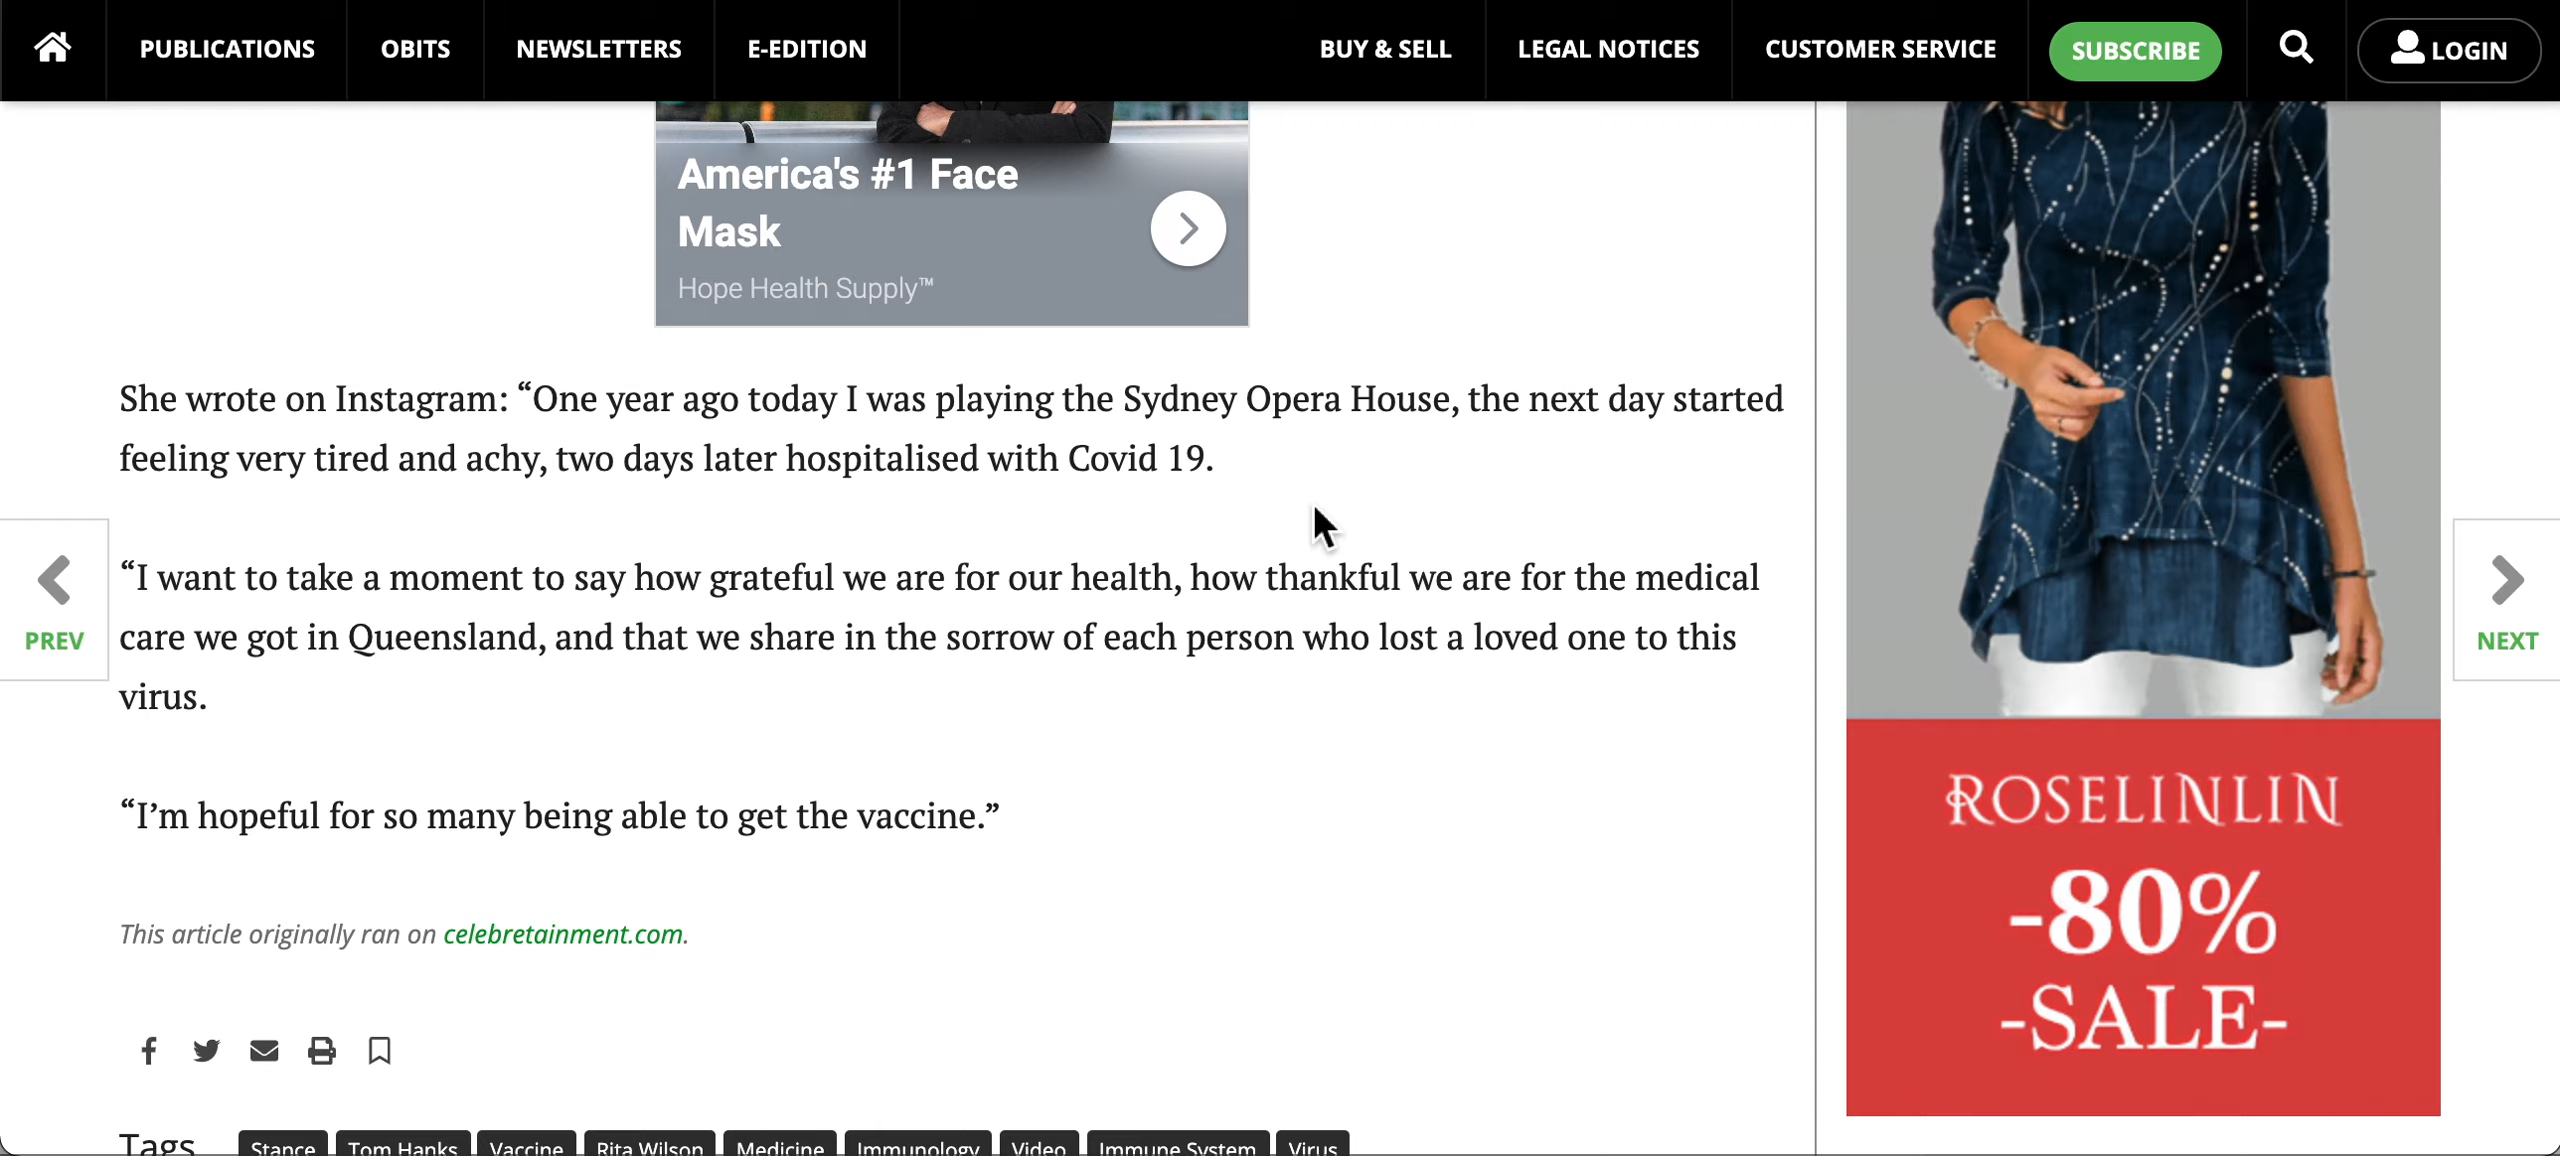 PUBLICATIONS
OBITS
NEWSLETTERS
E-EDITION
BUY & SELL
LEGAL NOTICES
CUSTOMER SERVICE
SUBSCRIBE
LOGIN
America's #1 Face
Mask
Hope Health Supply™
She wrote on Instagram: “One year ago today I was playing the Sydney Opera House, the next day started
feeling very tired and achy, two days later hospitalised with Covid 19.
“I want to take a moment to say how grateful we are for our health, how thankful we are for the medical
care we got in Queensland, and that we share in the sorrow of each person who lost a loved one to this
virus.
“I’m hopeful for so many being able to get the vaccine.”
This article originally ran on celebretainment.com.
PREV
NEXT
ROSELINLIN
-80%
-SALE-
Tags
Stance
Tom Hanks
Vaccine
Rita Wilson
Medicine
Immunology
Video
Immune System
Virus